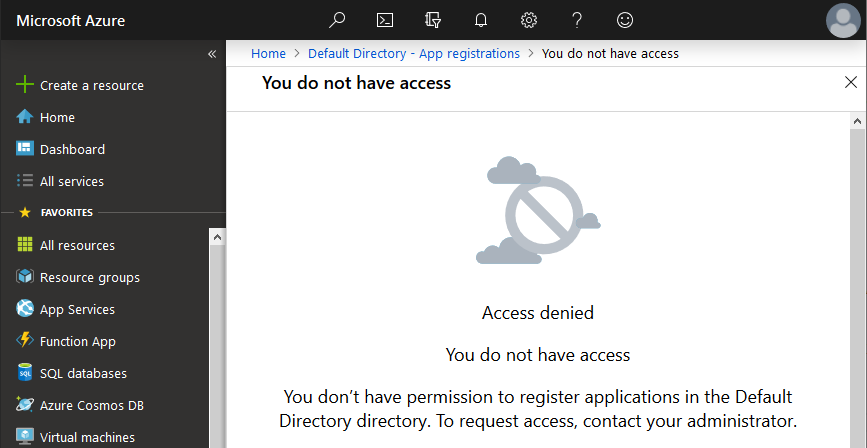 Microsoft Azure
Home > Default Directory - App registrations > You do not have access
You do not have access
Create a resource
Home
Dashboard
All services
FAVORITES
All resources
Resource groups
App Services
Function App
SQL databases
Azure Cosmos DB
Virtual machines
Access denied
You do not have access
You don’t have permission to register applications in the Default
Directory directory. To request access, contact your administrator.